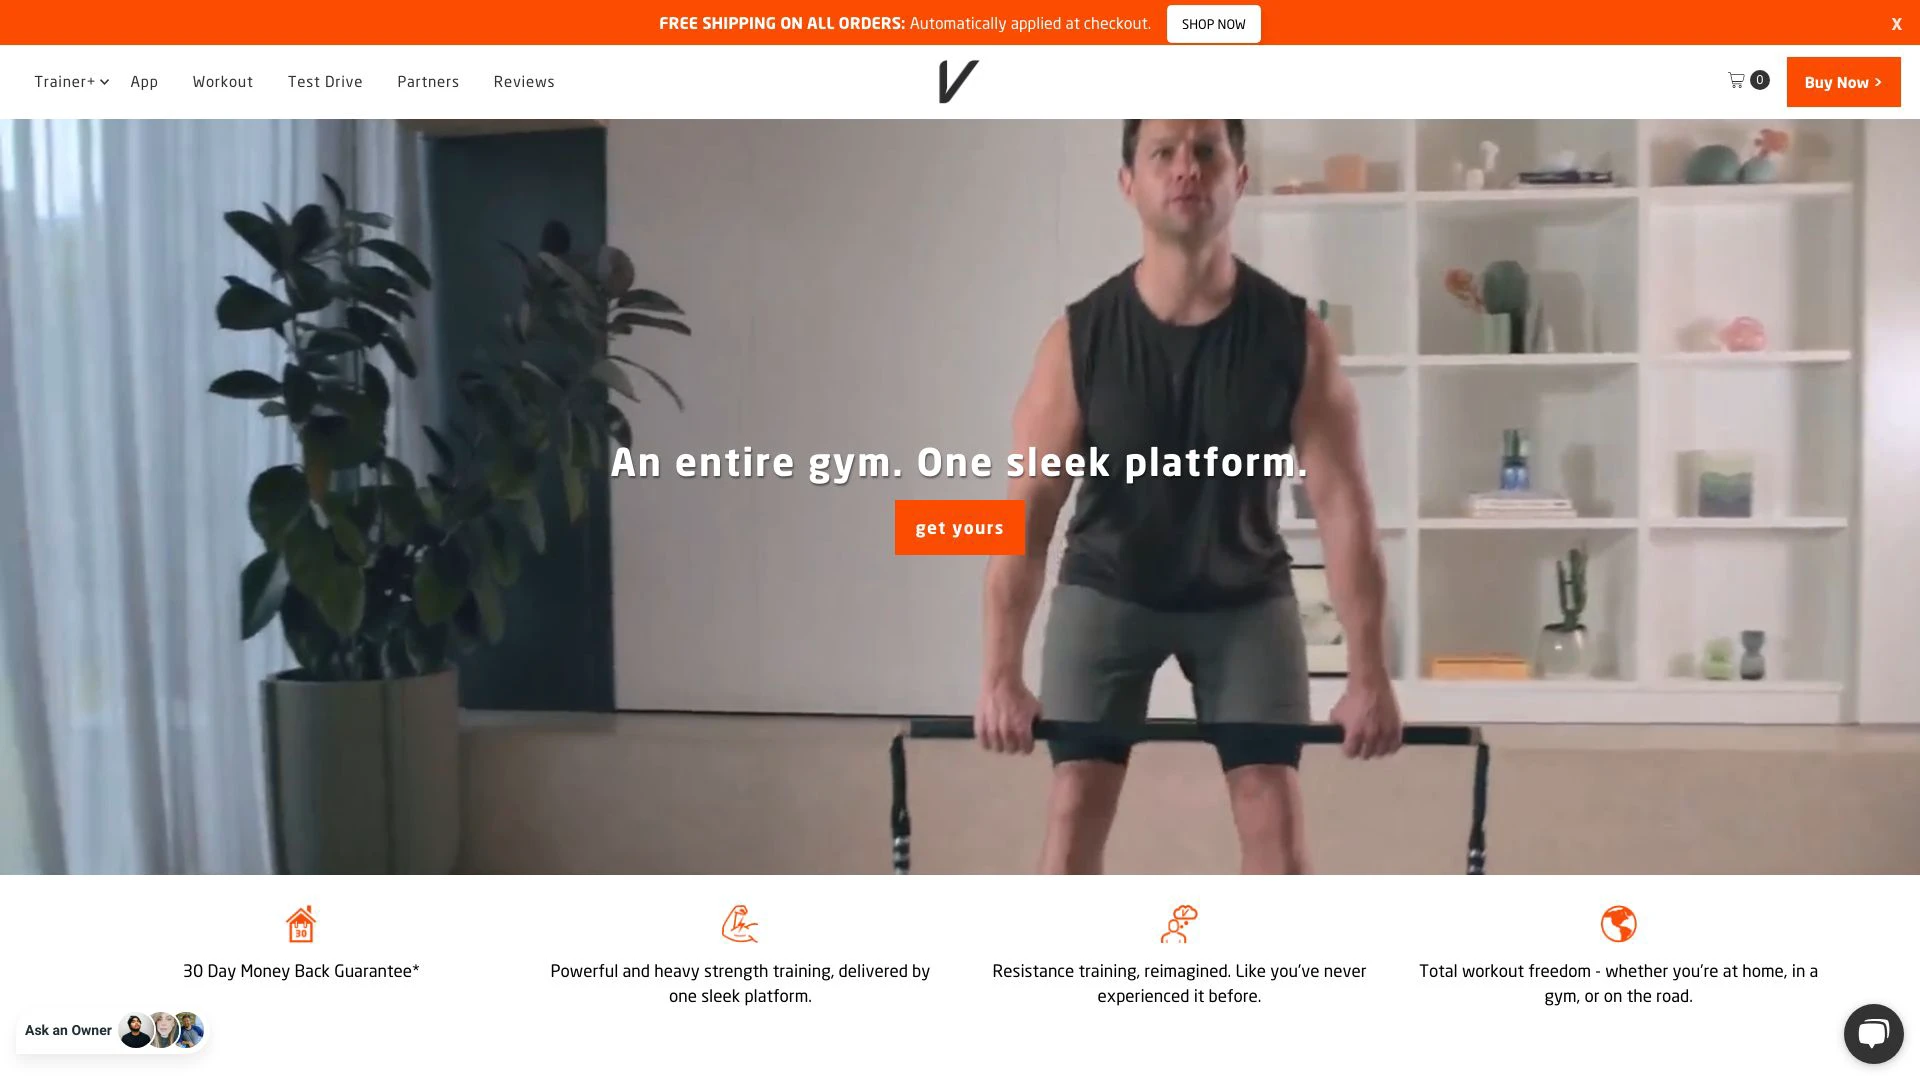 FREE SHIPPING ON ALL ORDERS: Automatically applied at checkout. SHOP NOW X
Trainer+ App Workout Test Drive Partners Reviews 0 Buy Now >
An entire gym. One sleek platform.
get yours
30
30 Day Money Back Guarantee*
Powerful and heavy strength training, delivered by
one sleek platform.
Resistance training, reimagined. Like you've never
experienced it before.
Total workout freedom - whether you're at home, in a
gym, or on the road.
Ask an Owner